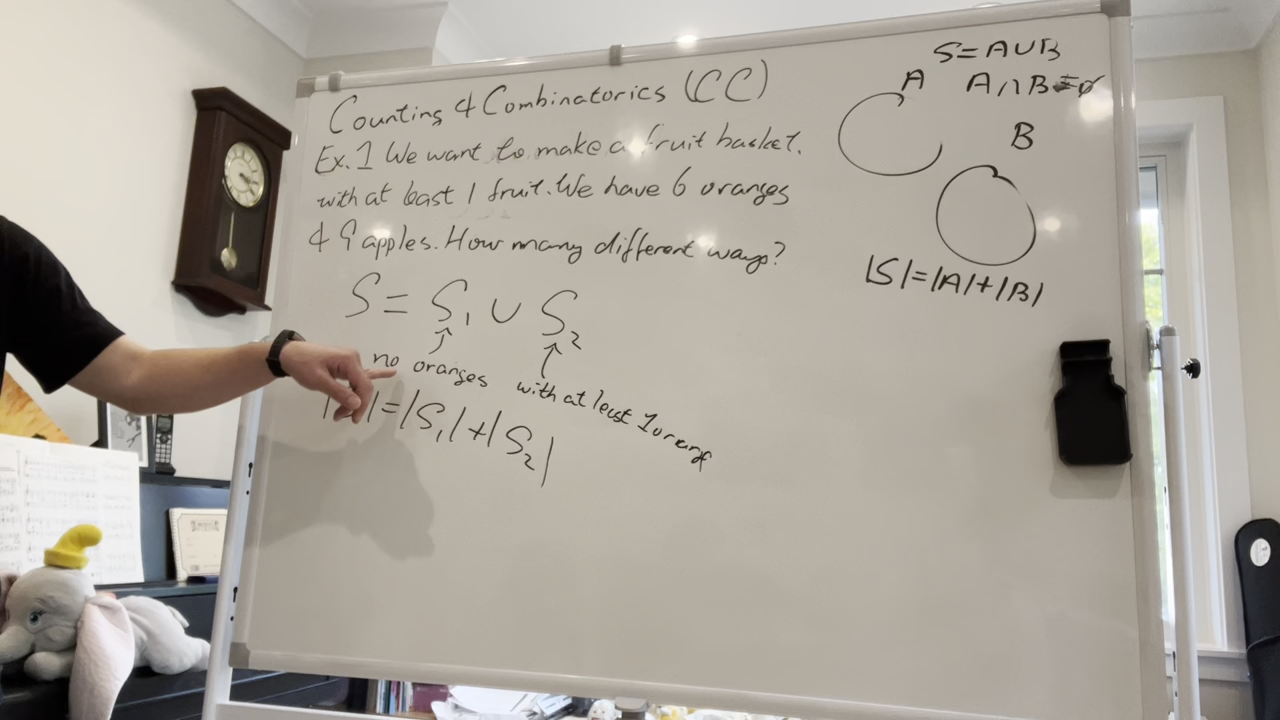 Counting & Combinatorics (CC)
Ex. 1 We want to make a fruit basket.
with at least 1 fruit. We have 6 oranges
& 9 apples. How many different ways?
S = S₁ ∪ S₂
no oranges
with at least 1 orange
|S| = |S₁| + |S₂|
S = A ∪ B
A
A ∩ B = ø
B
|S| = |A| + |B|